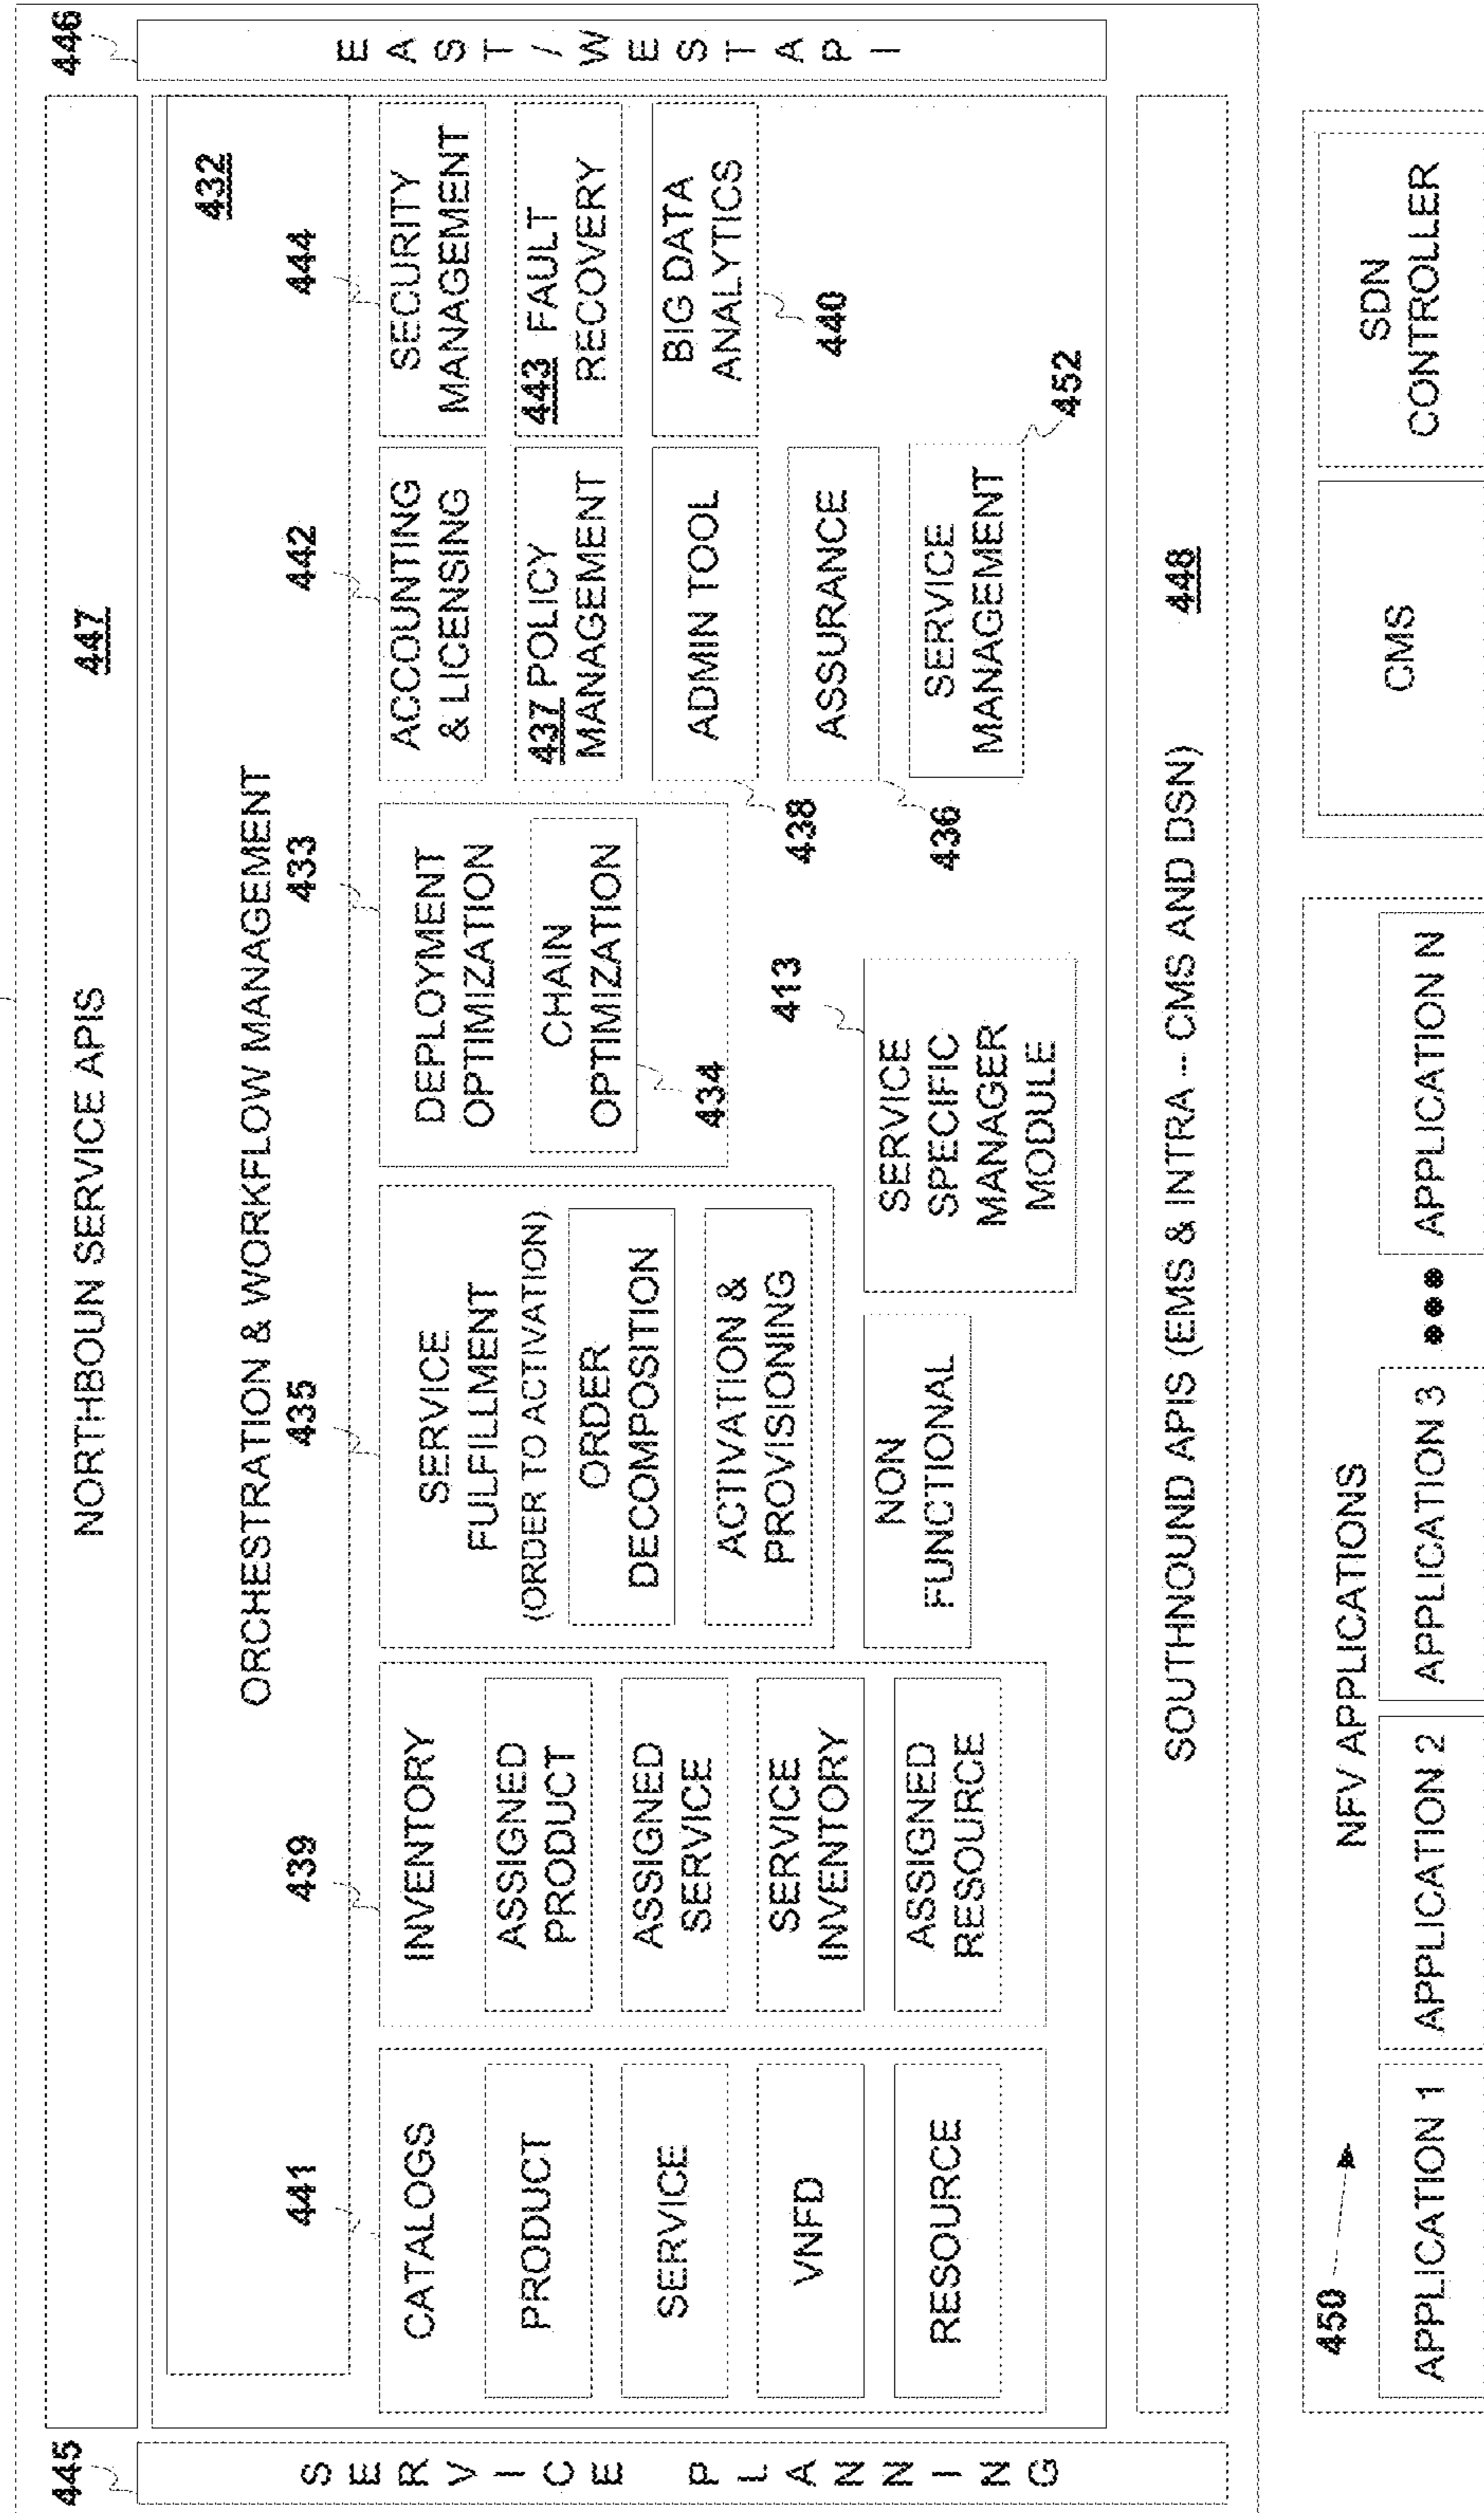 445
446
NORTHBOUN SERVICE APIS
447
SERVICE PLANNING
EAST/WEST API
ORCHESTRATION & WORKFLOW MANAGEMENT
432
441
CATALOGS
PRODUCT
SERVICE
VNFD
RESOURCE
439
INVENTORY
ASSIGNED
PRODUCT
ASSIGNED
SERVICE
SERVICE
INVENTORY
ASSIGNED
RESOURCE
435
SERVICE
FULFILLMENT
(ORDER TO ACTIVATION)
ORDER
DECOMPOSITION
ACTIVATION &
PROVISIONING
NON
FUNCTIONAL
433
DEPLOYMENT
OPTIMIZATION
CHAIN
OPTIMIZATION
434
413
SERVICE
SPECIFIC
MANAGER
MODULE
442
ACCOUNTING
& LICENSING
437 POLICY
MANAGEMENT
ADMIN TOOL
438
ASSURANCE
436
SERVICE
MANAGEMENT
452
444
SECURITY
MANAGEMENT
443 FAULT
RECOVERY
BIG DATA
ANALYTICS
440
SOUTHNOUND APIS (EMS & INTRA -- CMS AND DSN)
448
450
NFV APPLICATIONS
APPLICATION 1
APPLICATION 2
APPLICATION 3
APPLICATION N
CMS
SDN
CONTROLLER